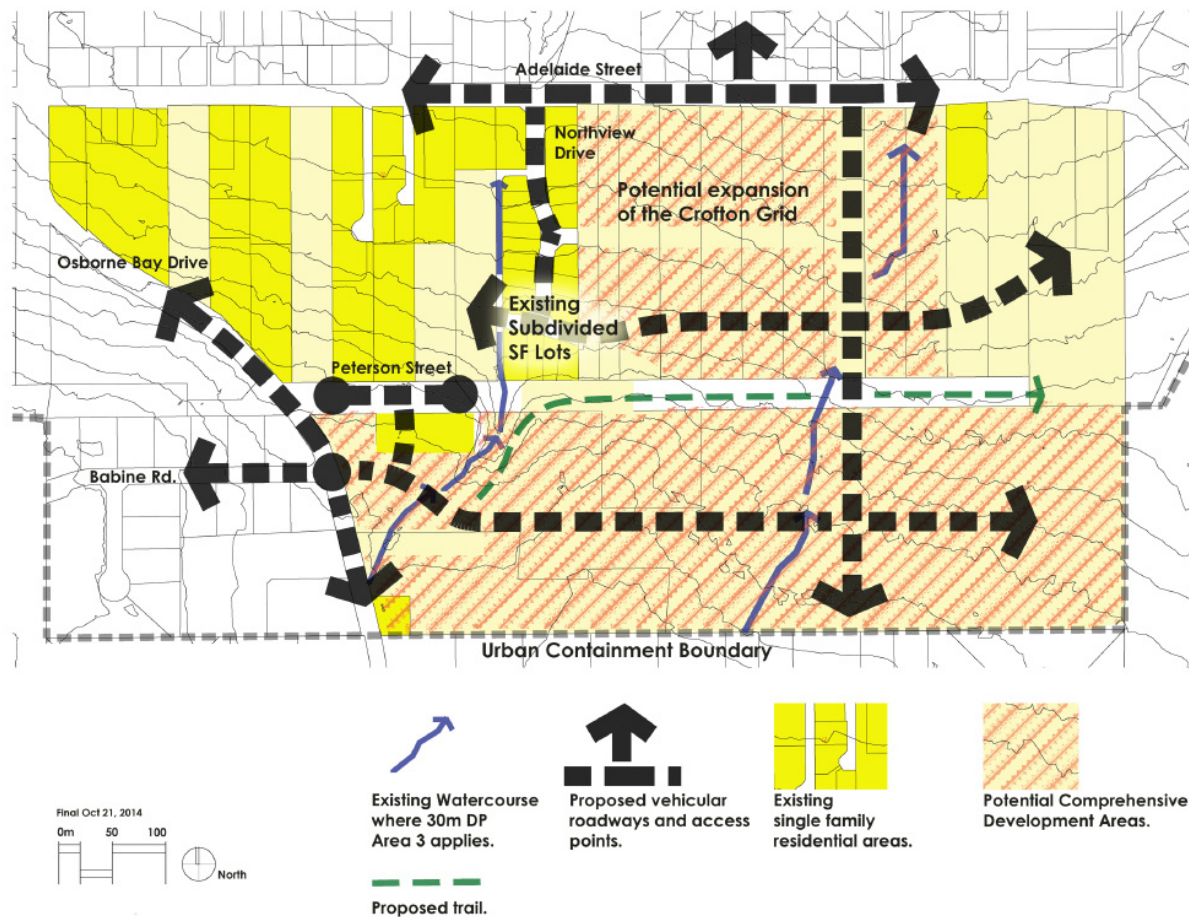 Adelaide Street
Northview
Drive
Potential expansion
of the Crofton Grid
Osborne Bay Drive
Existing
Subdivided
SF Lots
Peterson Street
Babine Rd.
Urban Containment Boundary
Existing Watercourse
where 30m DP
Area 3 applies.
Proposed vehicular
roadways and access
points.
Existing
single family
residential areas.
Potential Comprehensive
Development Areas.
Final Oct 21, 2014
0m 50 100
North
Proposed trail.